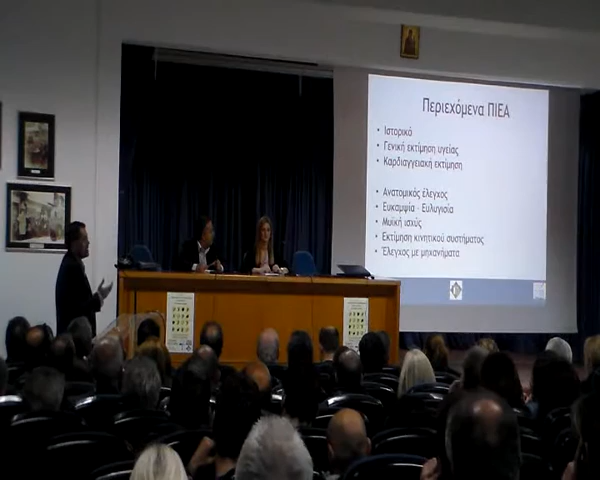 Περιεχόμενα ΠΙΕΑ
• Ιστορικό
• Γενική εκτίμηση υγείας
• Καρδιαγγειακή εκτίμηση
• Ανατομικός έλεγχος
• Ευκαμψία - Ευλυγισία
• Μυϊκή ισχύς
• Εκτίμηση κινητικού συστήματος
• Έλεγχος με μηχανήματα